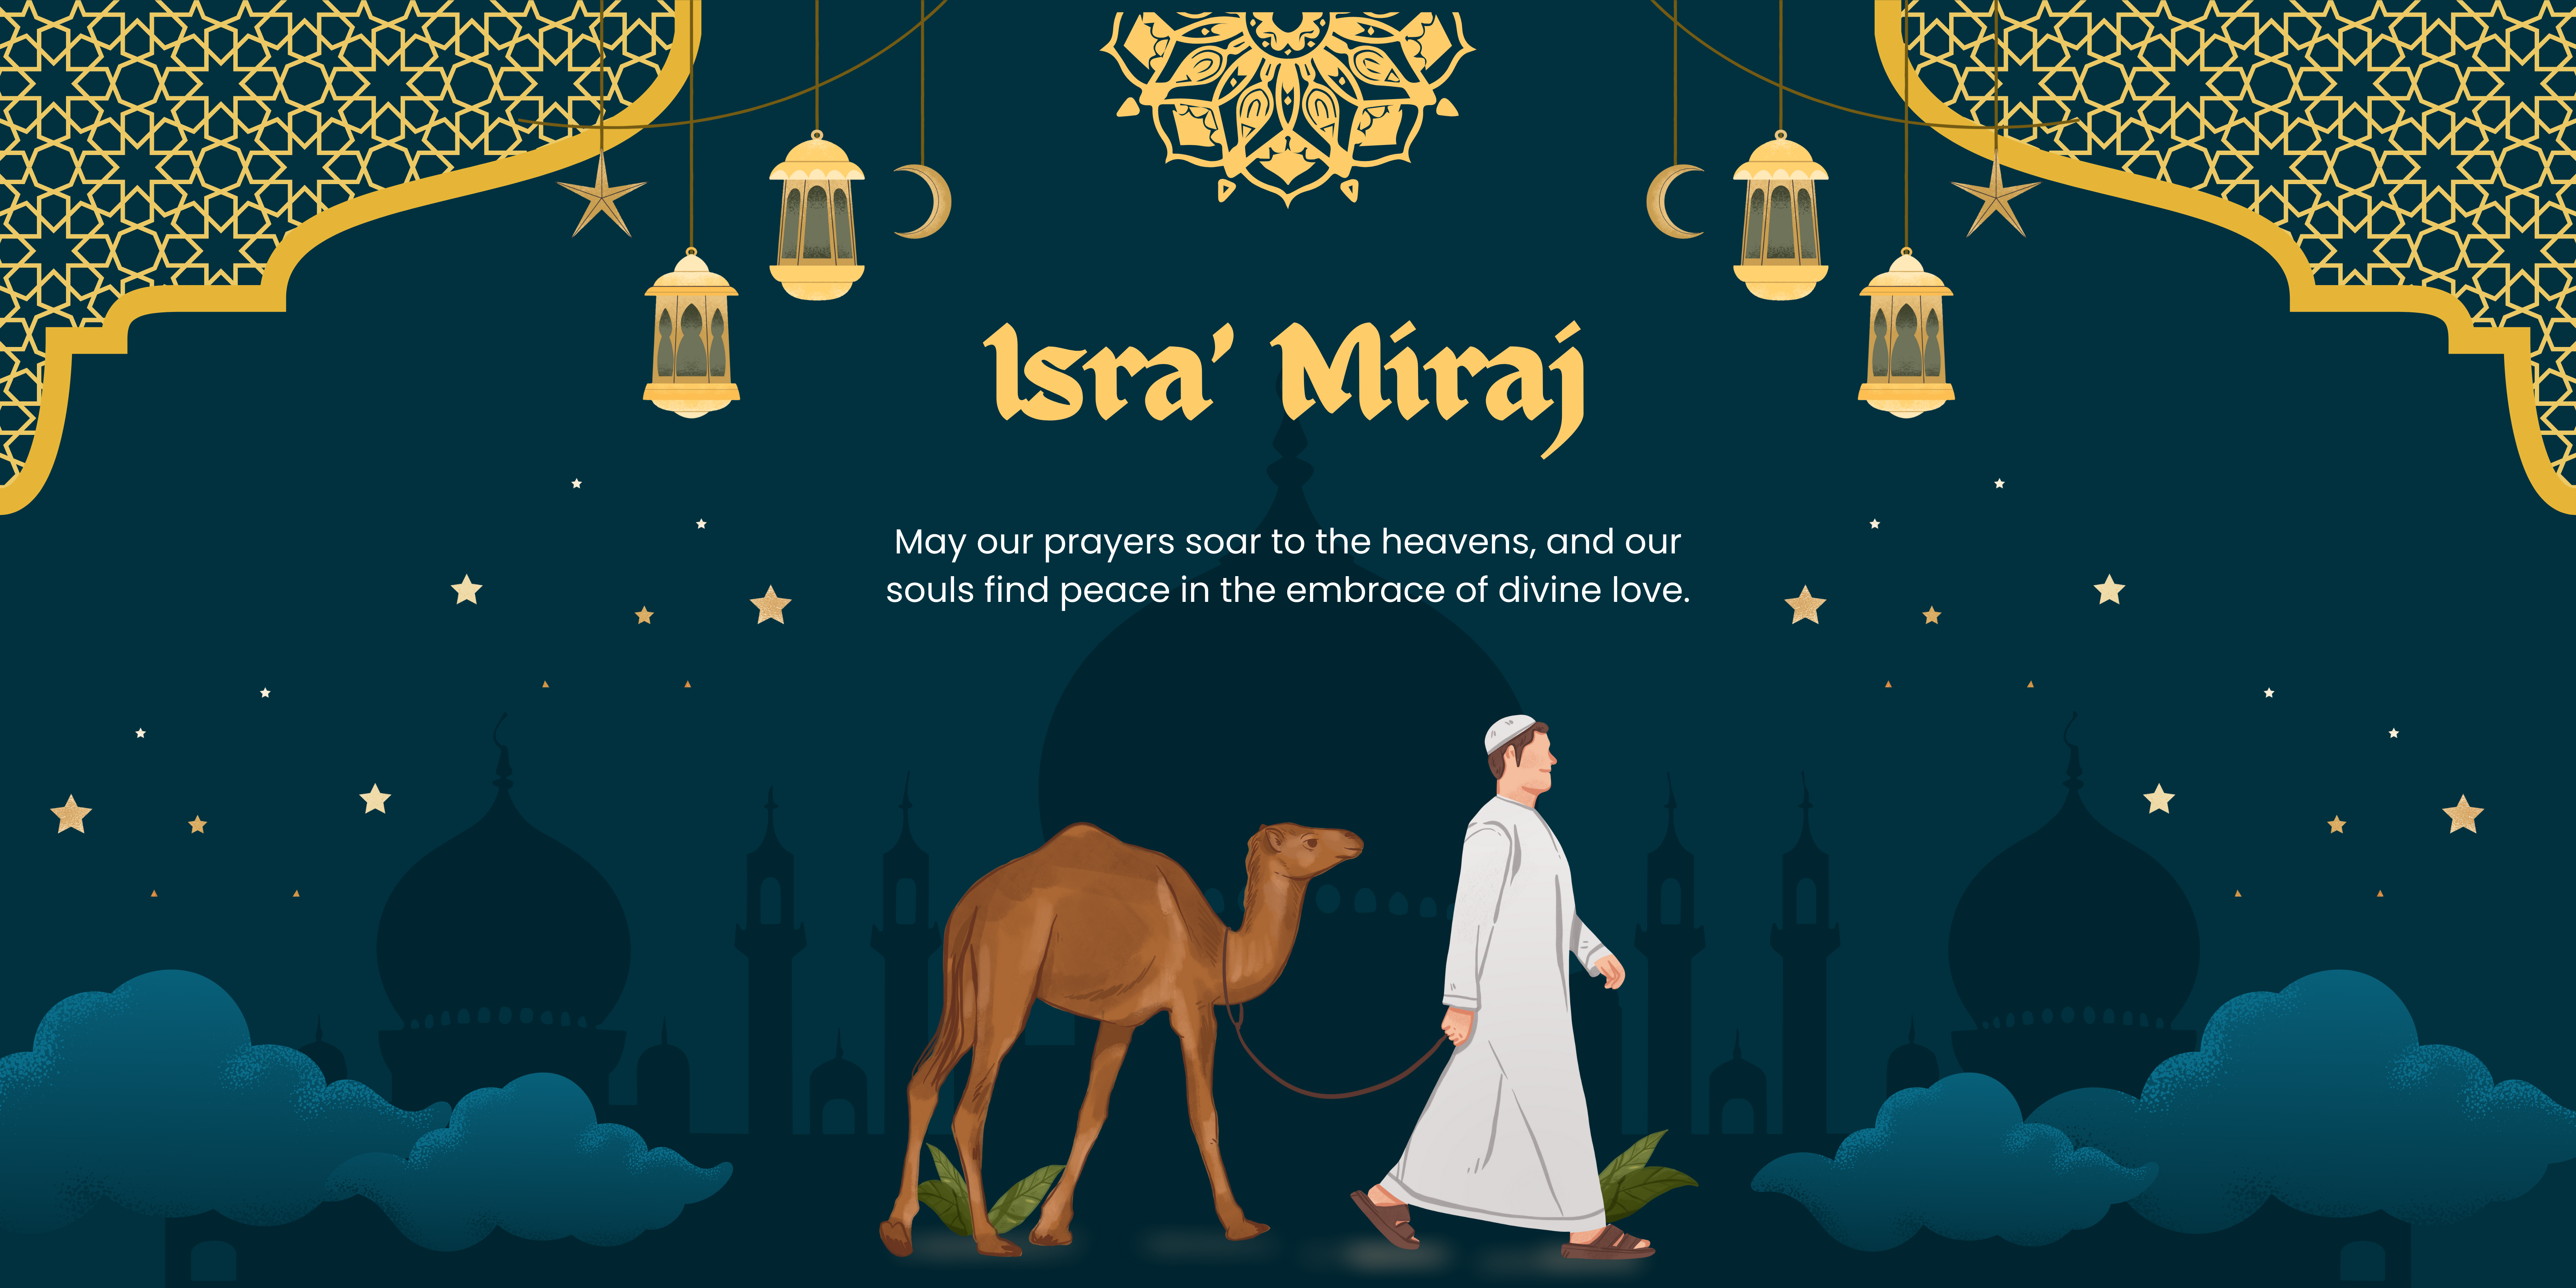 Isra' Miraj
May our prayers soar to the heavens, and our
souls find peace in the embrace of divine love.